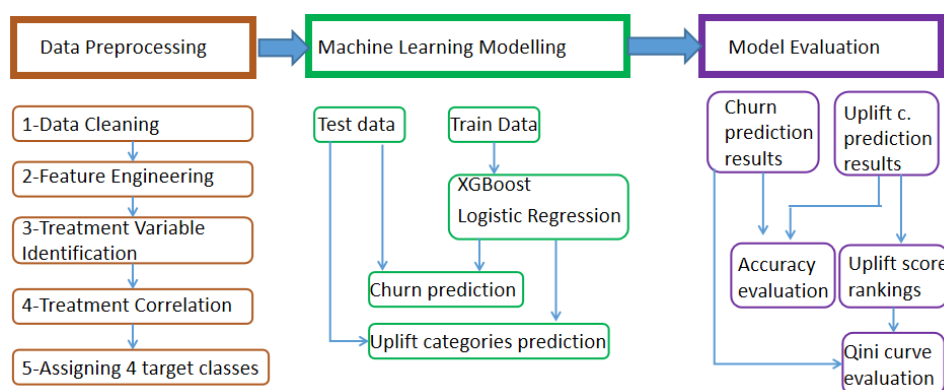 Data Preprocessing
Machine Learning Modelling
Model Evaluation
1-Data Cleaning
2-Feature Engineering
3-Treatment Variable
Identification
4-Treatment Correlation
5-Assigning 4 target classes
Test data
Train Data
XGBoost
Logistic Regression
Churn prediction
Uplift categories prediction
Churn
prediction
results
Uplift c.
prediction
results
Accuracy
evaluation
Uplift score
rankings
Qini curve
evaluation